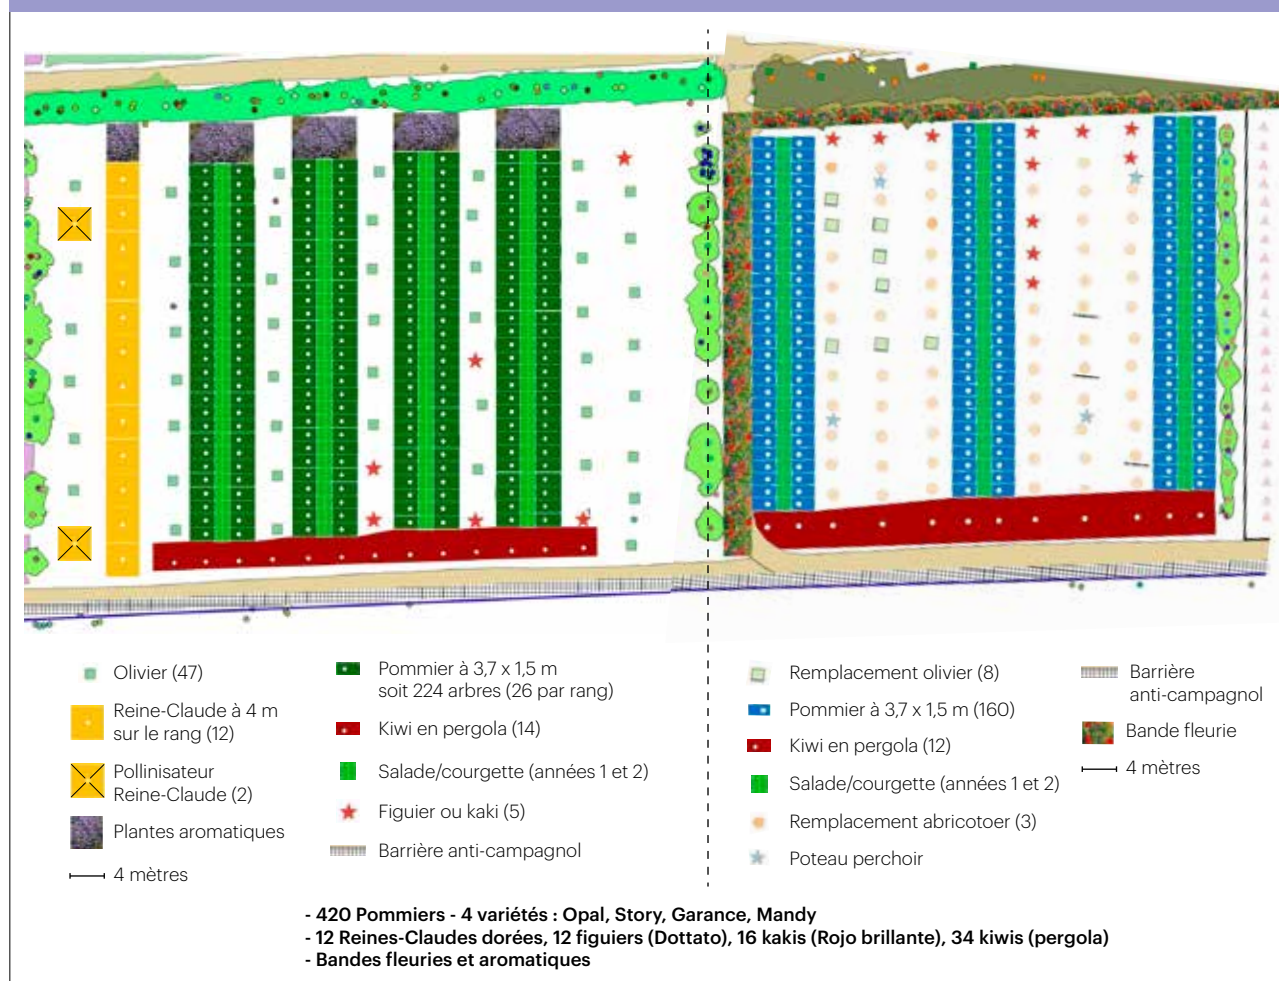 Olivier (47)
Reine-Claude à 4 m
sur le rang (12)
Pollinisateur
Reine-Claude (2)
Plantes aromatiques
4 mètres
Pommier à 3,7 x 1,5 m
soit 224 arbres (26 par rang)
Kiwi en pergola (14)
Salade/courgette (années 1 et 2)
Figuier ou kaki (5)
Barrière anti-campagnol
Remplacement olivier (8)
Pommier à 3,7 x 1,5 m (160)
Kiwi en pergola (12)
Salade/courgette (années 1 et 2)
Remplacement abricotoer (3)
Poteau perchoir
Barrière
anti-campagnol
Bande fleurie
4 mètres
- 420 Pommiers - 4 variétés : Opal, Story, Garance, Mandy
- 12 Reines-Claudes dorées, 12 figuiers (Dottato), 16 kakis (Rojo brillante), 34 kiwis (pergola)
- Bandes fleuries et aromatiques